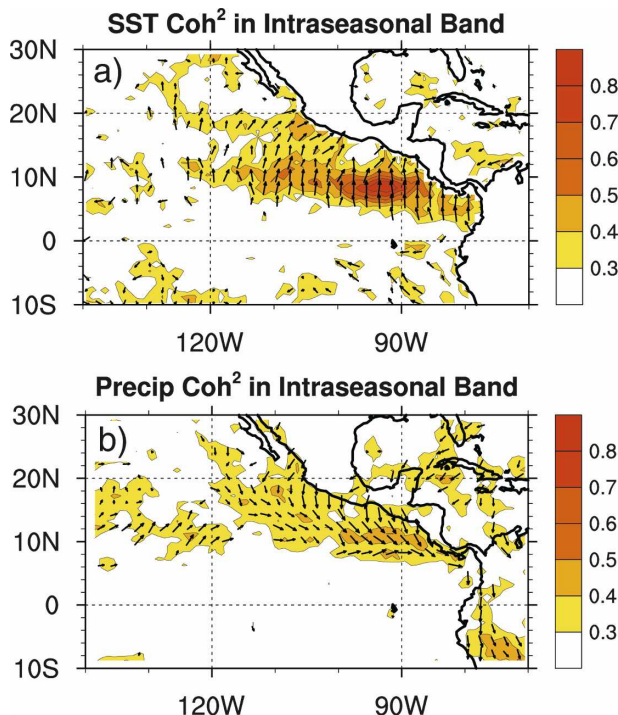 SST Coh² in Intraseasonal Band
a)
30N
20N
10N
0
10S
120W
90W
0.8
0.7
0.6
0.5
0.4
0.3
Precip Coh² in Intraseasonal Band
b)
30N
20N
10N
0
10S
120W
90W
0.8
0.7
0.6
0.5
0.4
0.3